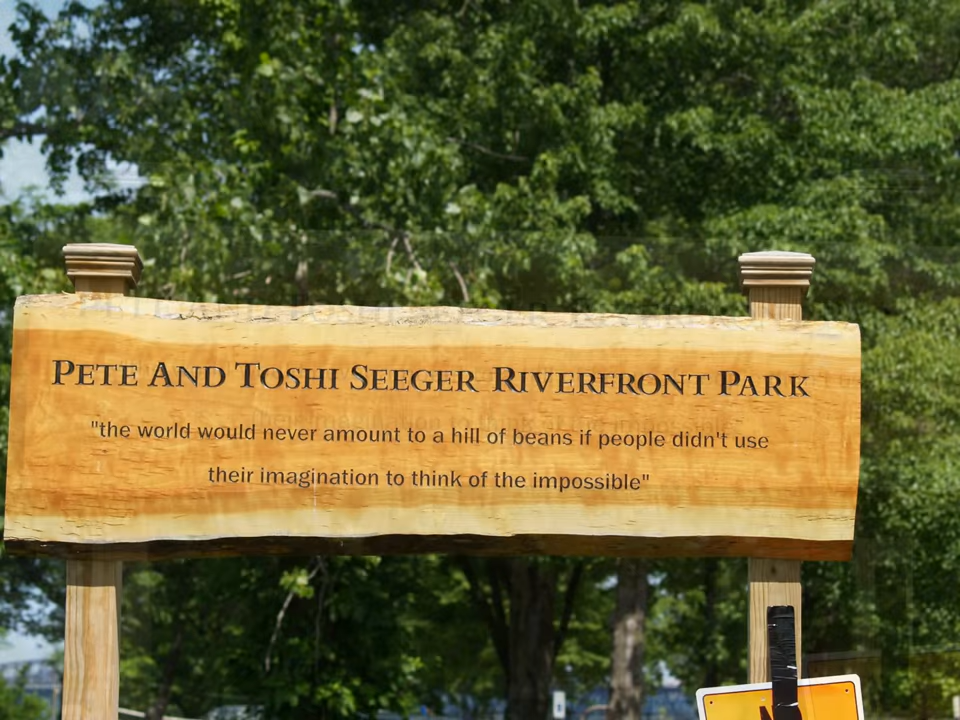 PETE AND TOSHI SEEGER RIVERFRONT PARK
"the world would never amount to a hill of beans if people didn't use
their imagination to think of the impossible"